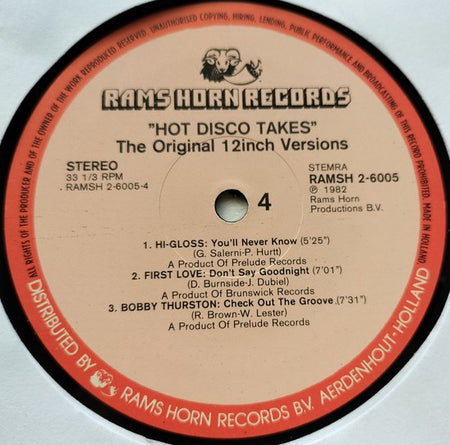 ALL RIGHTS OF THE PRODUCER AND OF THE OWNER OF THE WORK REPRODUCED RESERVED. UNAUTHORISED COPYING, HIRING, LENDING, PUBLIC PERFORMANCE AND BROADCASTING OF THIS RECORD PROHIBITED. MADE IN HOLLAND
RAMS HORN RECORDS
"HOT DISCO TAKES"
The Original 12inch Versions
STEREO
33 1/3 RPM
RAMSH 2-6005-4
STEMRA
RAMSH 2-6005
℗ 1982
Rams Horn
Productions B.V.
4
1. HI-GLOSS: You'll Never Know (5'25")
(G. Salerni-P. Hurtt)
A Product Of Prelude Records
2. FIRST LOVE: Don't Say Goodnight (7'01")
(D. Burnside-J. Dubiel)
A Product Of Brunswick Records
3. BOBBY THURSTON: Check Out The Groove (7'31")
(R. Brown-W. Lester)
A Product Of Prelude Records
DISTRIBUTED BY RAMS HORN RECORDS B.V. AERDENHOUT-HOLLAND